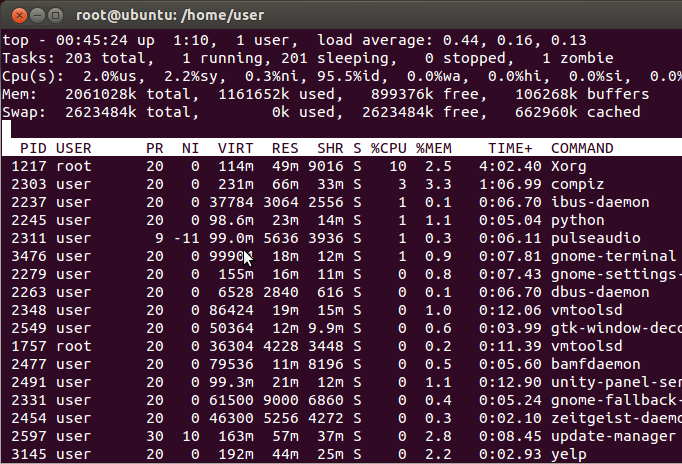 root@ubuntu: /home/user
top - 00:45:24 up  1:10,  1 user,  load average: 0.44, 0.16, 0.13
Tasks: 203 total,   1 running, 201 sleeping,   0 stopped,   1 zombie
Cpu(s):  2.0%us,  2.2%sy,  0.3%ni, 95.5%id,  0.0%wa,  0.0%hi,  0.0%si,  0.0%
Mem:   2061028k total,  1161652k used,   899376k free,   106268k buffers
Swap:  2623484k total,        0k used,  2623484k free,   662960k cached
PID USER      PR  NI  VIRT  RES  SHR S %CPU %MEM    TIME+  COMMAND
1217 root      20   0  114m  49m 9016 S   10  2.5   4:02.40 Xorg
2303 user      20   0  231m  66m  33m S    3  3.3   1:06.99 compiz
2237 user      20   0 37784 3064 2556 S    1  0.1   0:06.70 ibus-daemon
2245 user      20   0 98.6m  23m  14m S    1  1.1   0:05.04 python
2311 user       9 -11 99.0m 5636 3936 S    1  0.3   0:06.11 pulseaudio
3476 user      20   0       18m  12m S    1  0.9   0:07.81 gnome-terminal
2279 user      20   0  155m  16m  11m S    0  0.8   0:07.43 gnome-settings-
2263 user      20   0  6528 2840  616 S    0  0.1   0:06.70 dbus-daemon
2348 user      20   0 86424  19m  15m S    0  1.0   0:12.06 vmtoolsd
2549 user      20   0 50364  12m 9.9m S    0  0.6   0:03.99 gtk-window-deco
1757 root      20   0 36304 4228 3448 S    0  0.2   0:11.39 vmtoolsd
2477 user      20   0 79536  11m 8196 S    0  0.5   0:05.60 bamfdaemon
2491 user      20   0 99.3m  21m  12m S    0  1.1   0:12.90 unity-panel-ser
2331 user      20   0 61500 9000 6860 S    0  0.4   0:05.24 gnome-fallback-
2454 user      20   0 46300 5256 4272 S    0  0.3   0:02.10 zeitgeist-daemo
2597 user      30  10  163m  57m  37m S    0  2.8   0:08.45 update-manager
3145 user      20   0  192m  44m  25m S    0  2.2   0:02.93 yelp